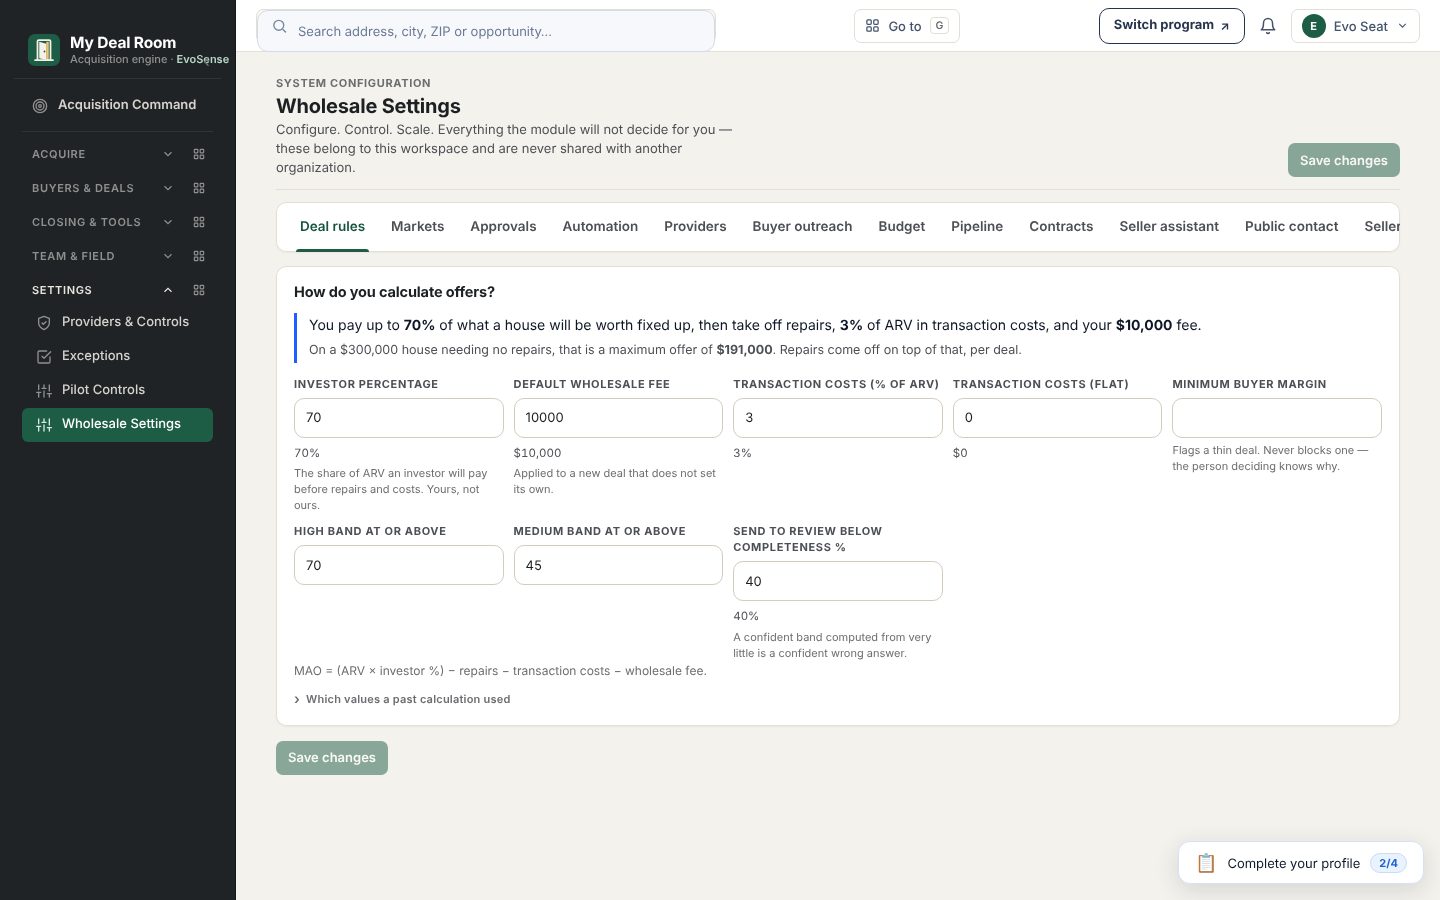 My Deal Room
Acquisition engine · EvoSense
Search address, city, ZIP or opportunity...
Go to G
Switch program
E Evo Seat
Acquisition Command
ACQUIRE
BUYERS & DEALS
CLOSING & TOOLS
TEAM & FIELD
SETTINGS
Providers & Controls
Exceptions
Pilot Controls
Wholesale Settings
SYSTEM CONFIGURATION
Wholesale Settings
Configure. Control. Scale. Everything the module will not decide for you —
these belong to this workspace and are never shared with another
organization.
Save changes
Deal rules Markets Approvals Automation Providers Buyer outreach Budget Pipeline Contracts Seller assistant Public contact Seller
How do you calculate offers?
You pay up to 70% of what a house will be worth fixed up, then take off repairs, 3% of ARV in transaction costs, and your $10,000 fee.
On a $300,000 house needing no repairs, that is a maximum offer of $191,000. Repairs come off on top of that, per deal.
INVESTOR PERCENTAGE
70
70%
The share of ARV an investor will pay
before repairs and costs. Yours, not
ours.
DEFAULT WHOLESALE FEE
10000
$10,000
Applied to a new deal that does not set
its own.
TRANSACTION COSTS (% OF ARV)
3
3%
TRANSACTION COSTS (FLAT)
0
$0
MINIMUM BUYER MARGIN
Flags a thin deal. Never blocks one —
the person deciding knows why.
HIGH BAND AT OR ABOVE
70
MEDIUM BAND AT OR ABOVE
45
SEND TO REVIEW BELOW
COMPLETENESS %
40
40%
A confident band computed from very
little is a confident wrong answer.
MAO = (ARV × investor %) − repairs − transaction costs − wholesale fee.
Which values a past calculation used
Save changes
Complete your profile 2/4